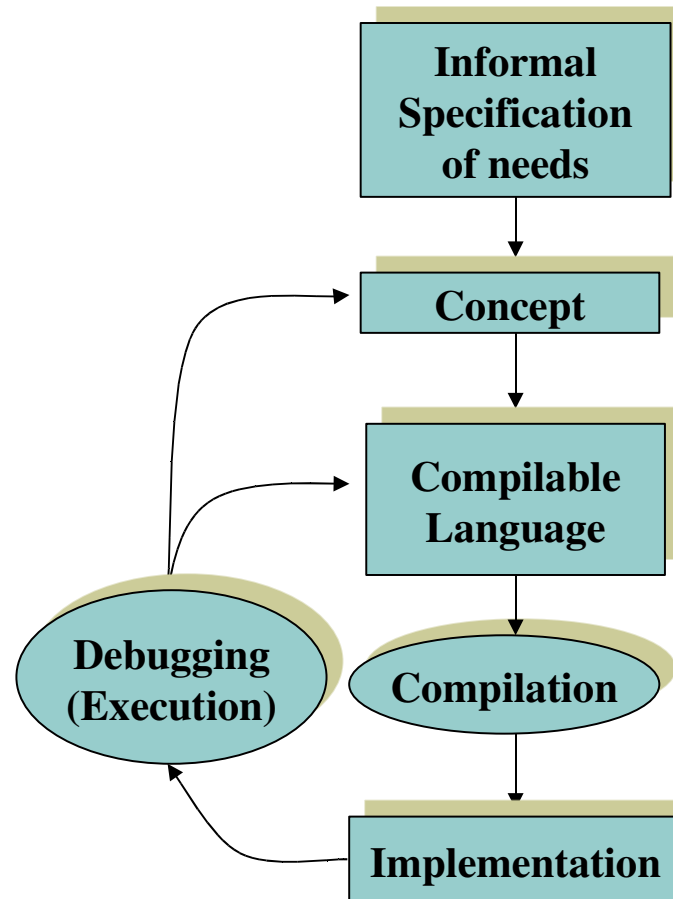 Informal
Specification
of needs
Concept
Compilable
Language
Debugging
(Execution)
Compilation
Implementation